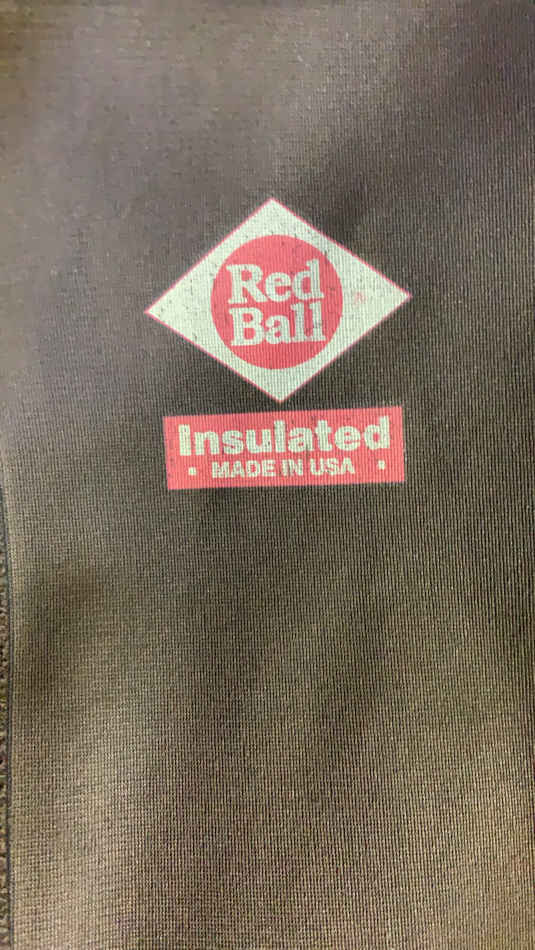 Red
Ball
Insulated
• MADE IN USA •